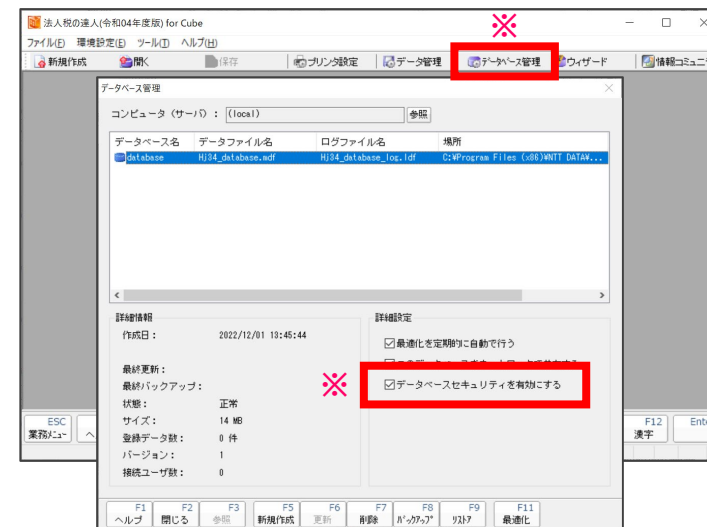 法人税の達人(令和04年度版) for Cube
※
ファイル(F) 環境設定(E) ツール(T) ヘルプ(H)
新規作成 開く 保存 プリンタ設定 データ管理 データベース管理 ウィザード 情報コミュニ
データベース管理
コンピュータ (サーバ) : (local) 参照
データベース名 データファイル名 ログファイル名 場所
database Hj34_database.mdf Hj34_database_log.ldf C:¥Program Files (x86)¥NTT DATA¥...
詳細情報 詳細設定
作成日: 2022/12/01 13:45:44
最適化を定期的に自動で行う
最終更新:
最終バックアップ:
※ データベースセキュリティを有効にする
状態: 正常
サイズ: 14 MB
登録データ数: 0 件
バージョン: 1
接続ユーザ数: 0
ESC 業務メニュー ヘ F12 漢字 Ente
F1 F2 F3 F5 F6 F7 F8 F9 F11
ヘルプ 閉じる 参照 新規作成 更新 削除 バックアップ リストア 最適化